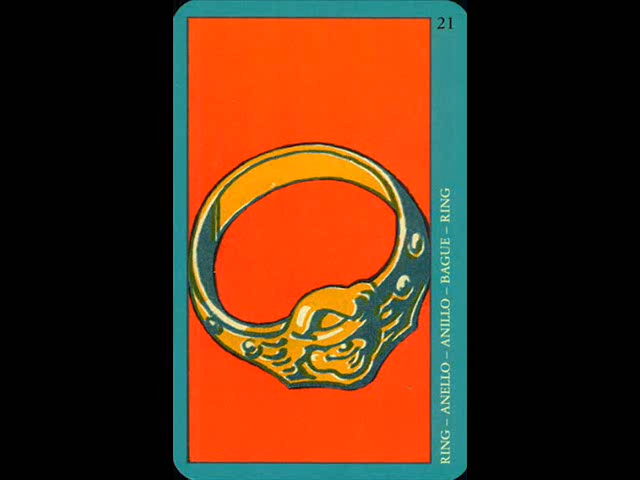 21
RING – ANELLO – ANILLO – BAGUE – RING